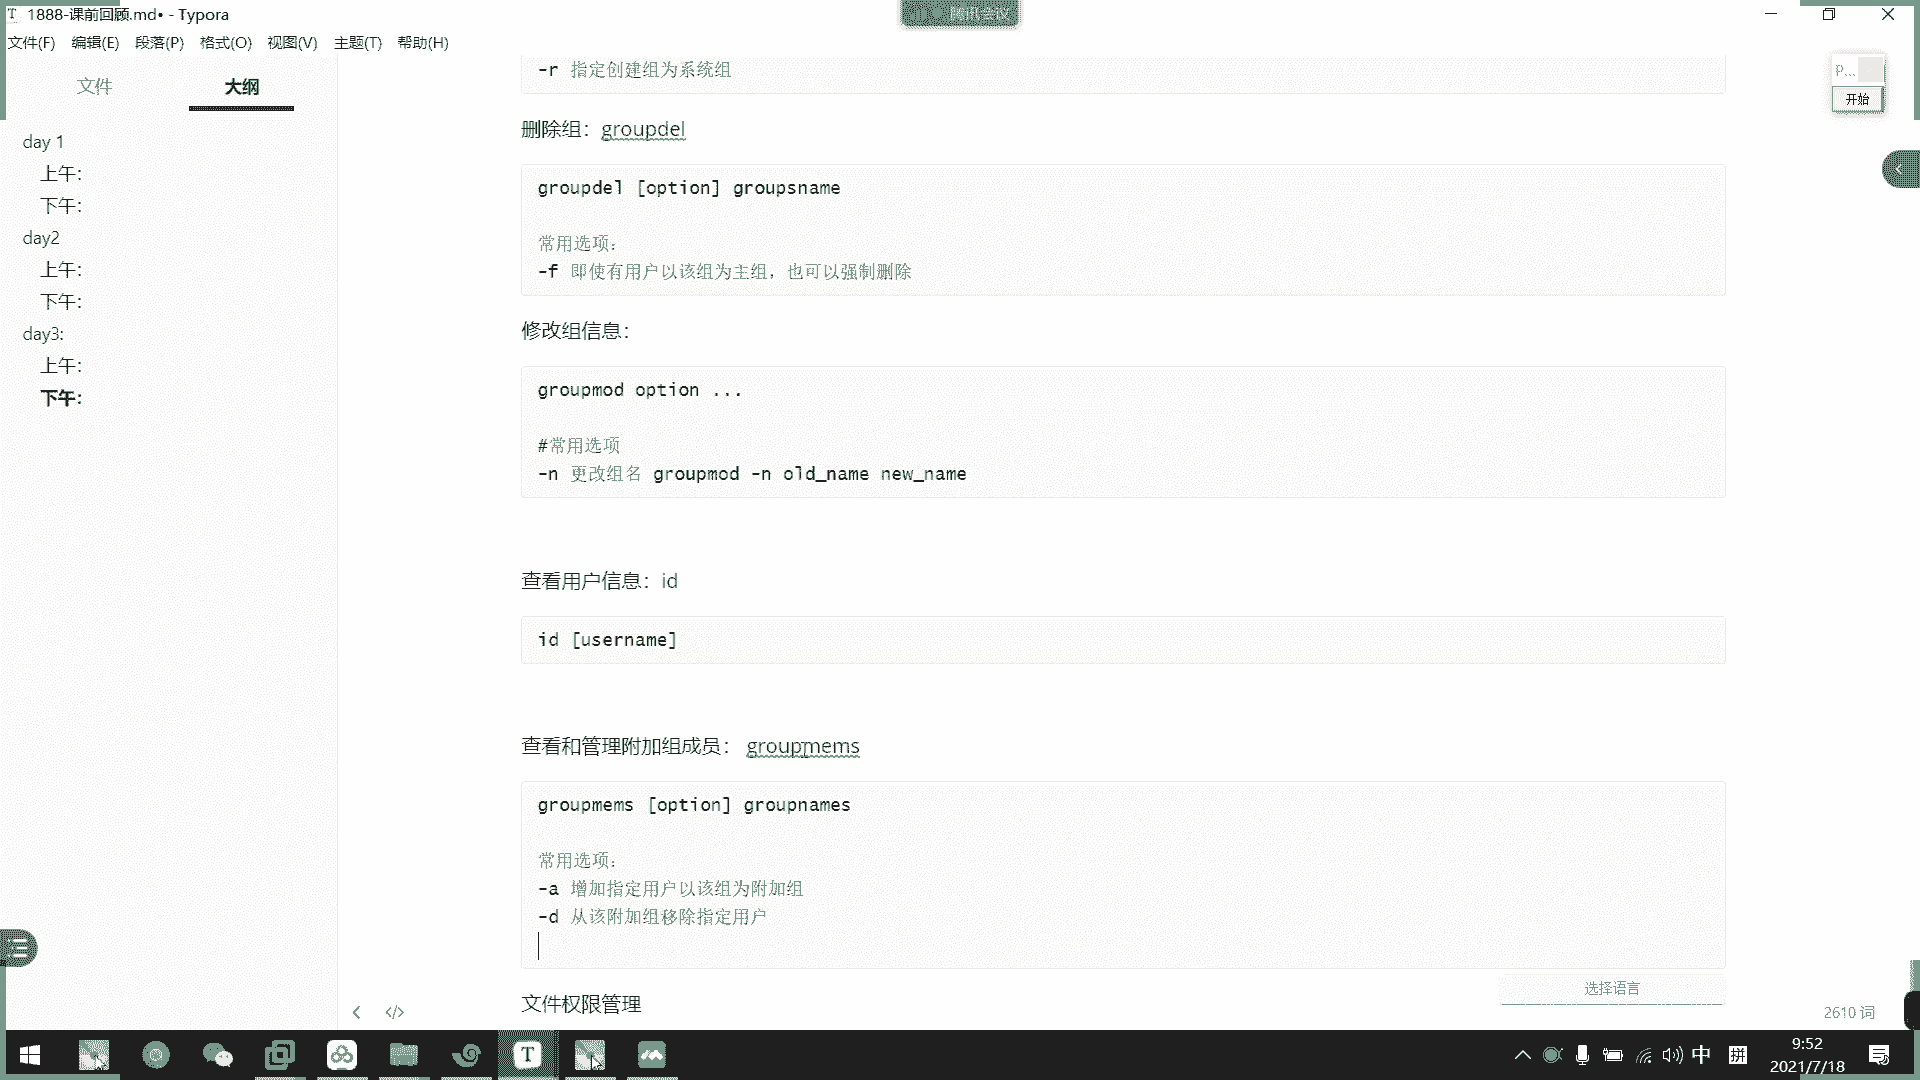 1888-课前回顾.md• - Typora
腾讯会议
文件(F) 编辑(E) 段落(P) 格式(O) 视图(V) 主题(T) 帮助(H)
文件 大纲
day 1
上午:
下午:
day2
上午:
下午:
day3:
上午:
下午:
P...
开始
-r 指定创建组为系统组
删除组：groupdel
groupdel [option] groupsname
常用选项：
-f 即使有用户以该组为主组，也可以强制删除
修改组信息：
groupmod option ...
#常用选项
-n 更改组名 groupmod -n old_name new_name
查看用户信息：id
id [username]
查看和管理附加组成员： groupmems
groupmems [option] groupnames
常用选项：
-a 增加指定用户以该组为附加组
-d 从该附加组移除指定用户
选择语言
文件权限管理
2610 词
中 拼
9:52
2021/7/18